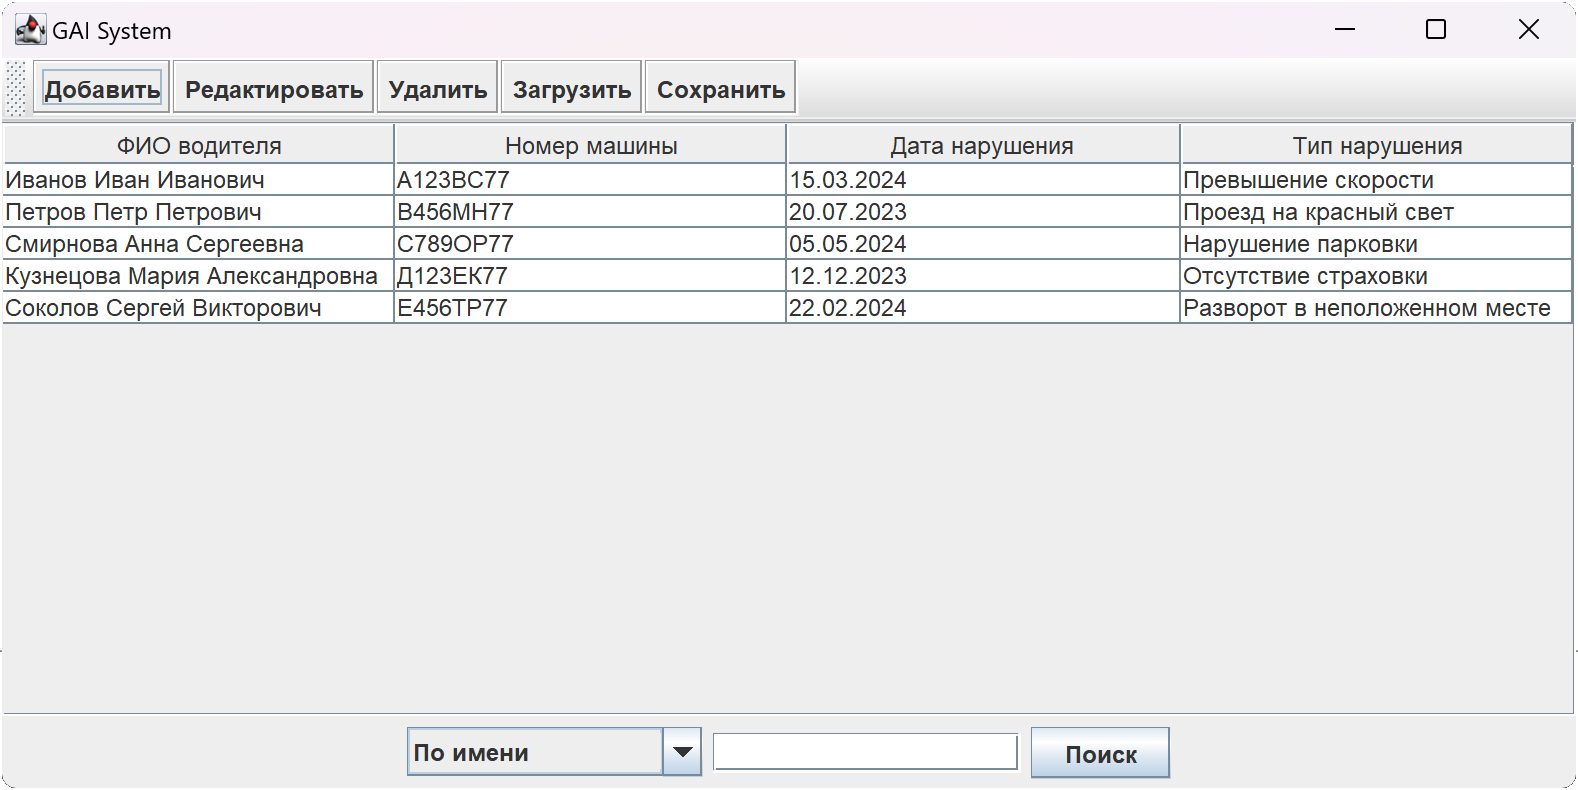 GAI System
Добавить Редактировать Удалить Загрузить Сохранить
ФИО водителя Номер машины Дата нарушения Тип нарушения
Иванов Иван Иванович А123ВС77 15.03.2024 Превышение скорости
Петров Петр Петрович В456МН77 20.07.2023 Проезд на красный свет
Смирнова Анна Сергеевна С789ОР77 05.05.2024 Нарушение парковки
Кузнецова Мария Александровна Д123ЕК77 12.12.2023 Отсутствие страховки
Соколов Сергей Викторович Е456ТР77 22.02.2024 Разворот в неположенном месте
По имени Поиск